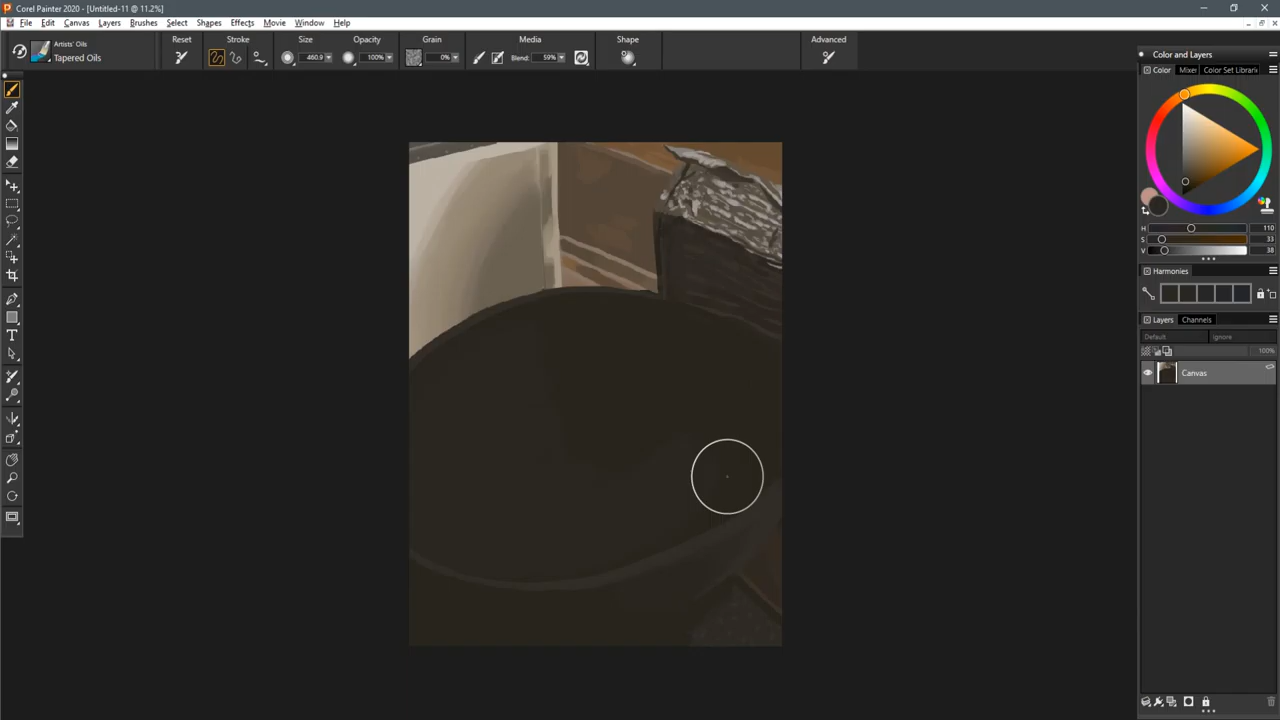 Corel Painter 2020 - [Untitled-11 @ 11.2%]
File Edit Canvas Layers Brushes Select Shapes Effects Movie Window Help
Artists' Oils
Tapered Oils
Reset Stroke Size Opacity Grain Media Shape Advanced
460.9 100% 0% Blend: 59%
Color and Layers
Color Mixer Color Set Librari
H 110
S 33
V 38
Harmonies
Layers Channels
Default Ignore
100%
Canvas